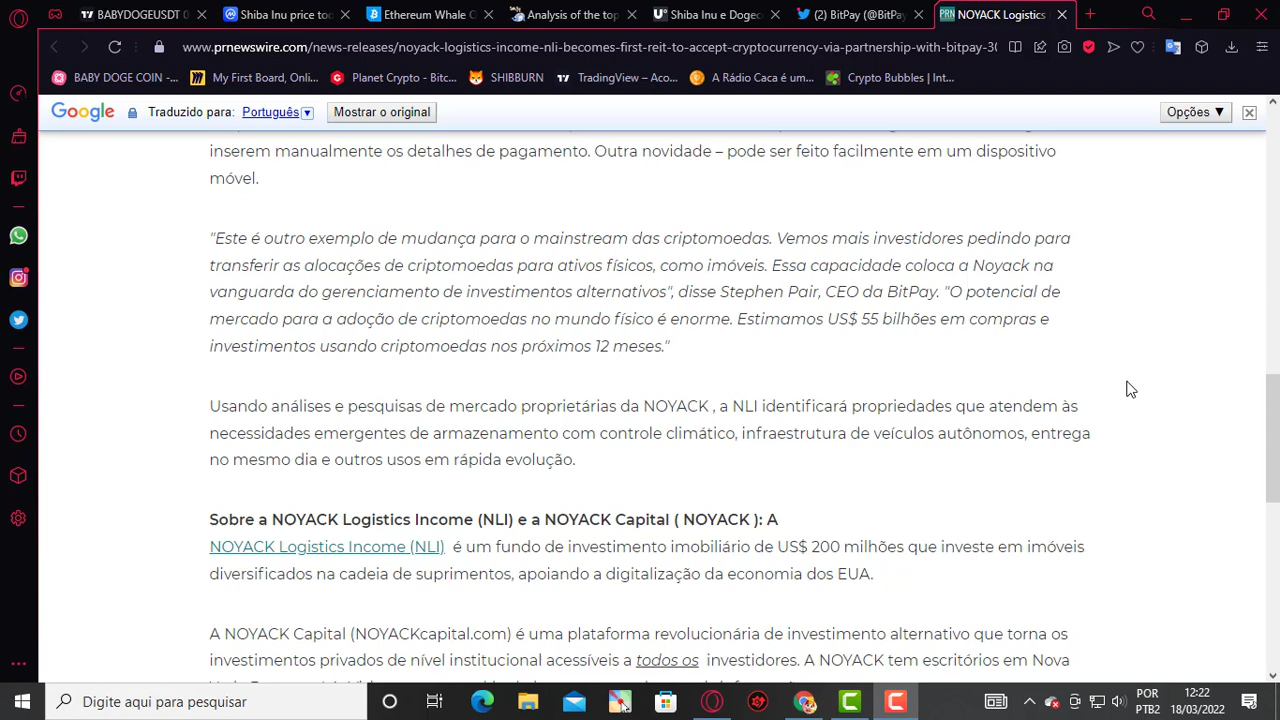 BABYDOGEUSDT 0
Shiba Inu price too
Ethereum Whale C
Analysis of the top
Shiba Inu e Dogec
(2) BitPay (@BitPa
NOYACK Logistics
www.prnewswire.com/news-releases/noyack-logistics-income-nli-becomes-first-reit-to-accept-cryptocurrency-via-partnership-with-bitpay-30
BABY DOGE COIN -...
My First Board, Onli...
Planet Crypto - Bitc...
SHIBBURN
TradingView – Aco...
A Rádio Caca é um...
Crypto Bubbles | Int...
Google Traduzido para: Português Mostrar o original Opções ▼
inserem manualmente os detalhes de pagamento. Outra novidade – pode ser feito facilmente em um dispositivo
móvel.
"Este é outro exemplo de mudança para o mainstream das criptomoedas. Vemos mais investidores pedindo para
transferir as alocações de criptomoedas para ativos físicos, como imóveis. Essa capacidade coloca a Noyack na
vanguarda do gerenciamento de investimentos alternativos", disse Stephen Pair, CEO da BitPay. "O potencial de
mercado para a adoção de criptomoedas no mundo físico é enorme. Estimamos US$ 55 bilhões em compras e
investimentos usando criptomoedas nos próximos 12 meses."
Usando análises e pesquisas de mercado proprietárias da NOYACK , a NLI identificará propriedades que atendem às
necessidades emergentes de armazenamento com controle climático, infraestrutura de veículos autônomos, entrega
no mesmo dia e outros usos em rápida evolução.
Sobre a NOYACK Logistics Income (NLI) e a NOYACK Capital ( NOYACK ): A
NOYACK Logistics Income (NLI) é um fundo de investimento imobiliário de US$ 200 milhões que investe em imóveis
diversificados na cadeia de suprimentos, apoiando a digitalização da economia dos EUA.
A NOYACK Capital (NOYACKcapital.com) é uma plataforma revolucionária de investimento alternativo que torna os
investimentos privados de nível institucional acessíveis a todos os investidores. A NOYACK tem escritórios em Nova
Digite aqui para pesquisar
POR
PTB2
12:22
18/03/2022